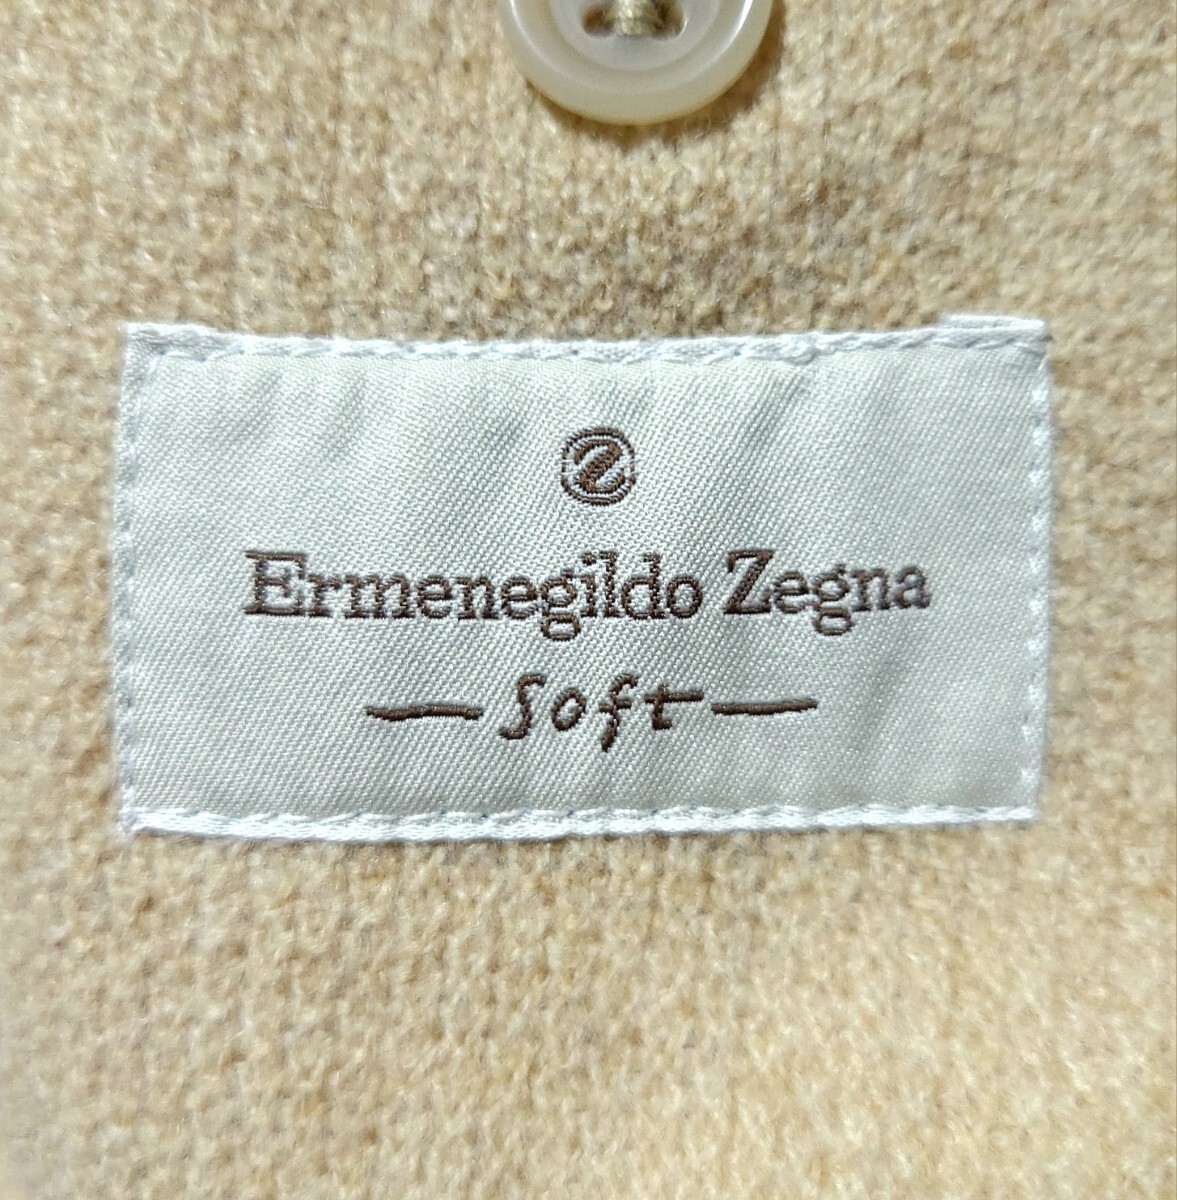 Z
Ermenegildo Zegna
— Soft —